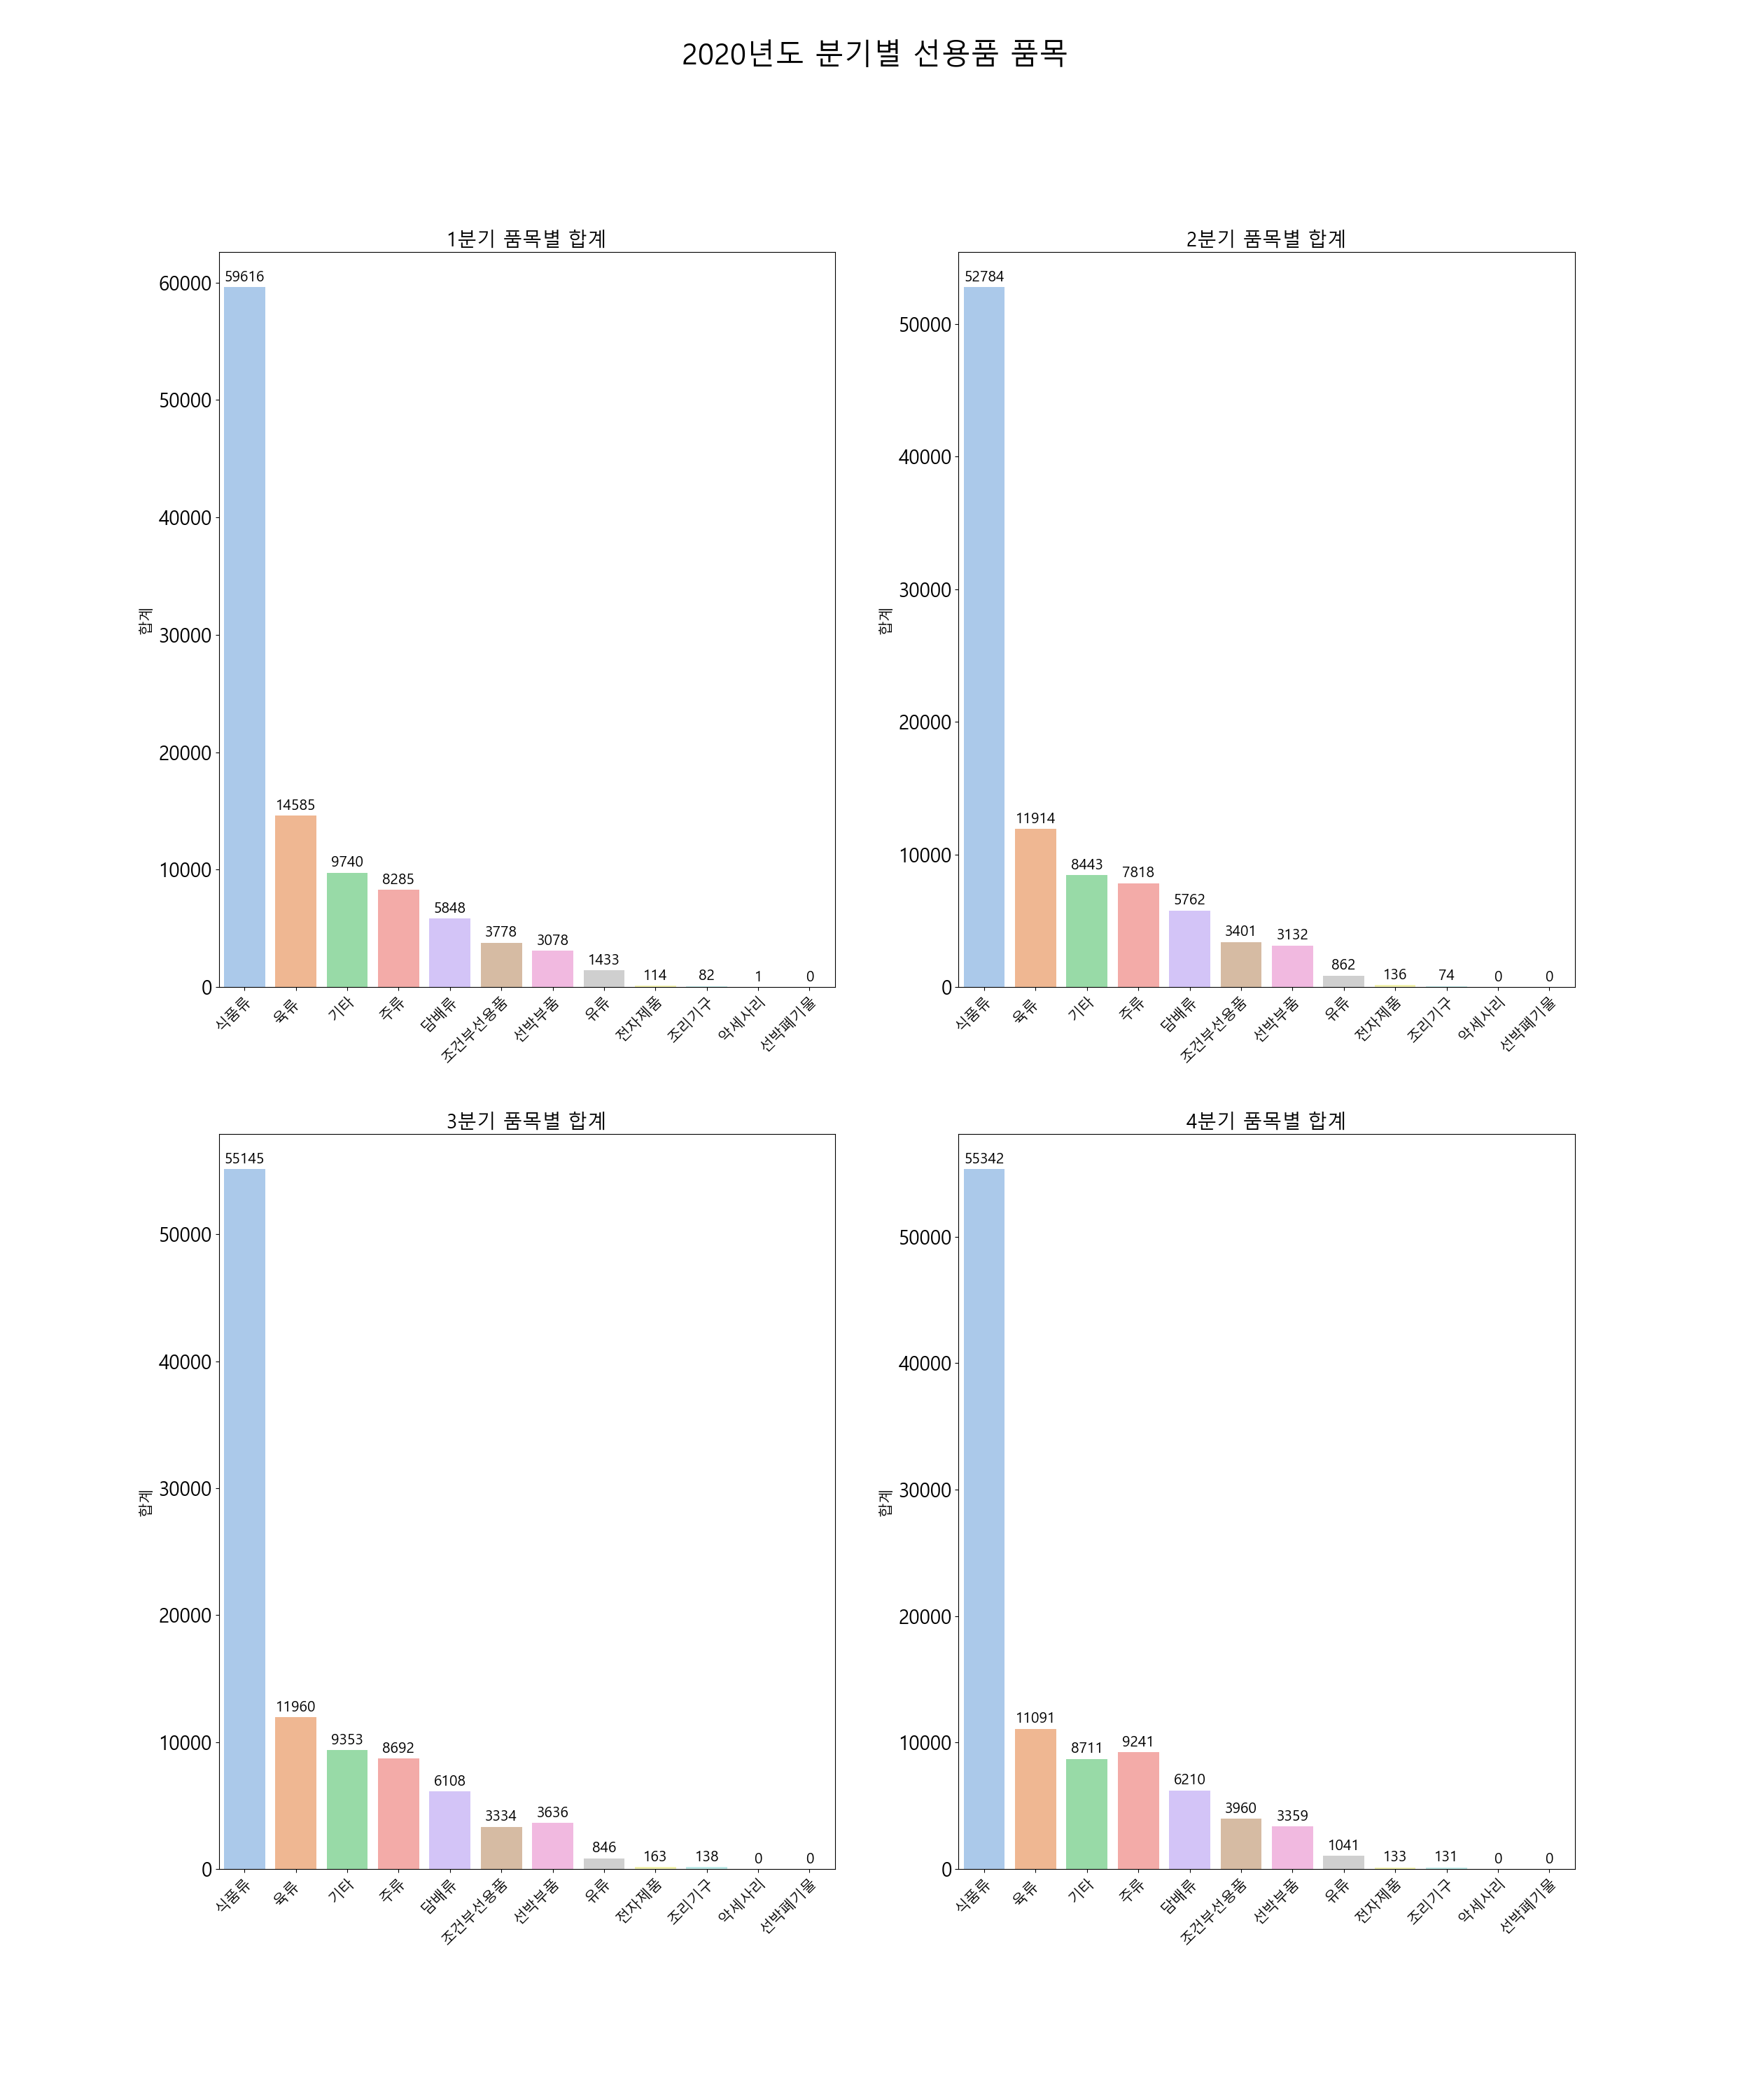 2020년도 분기별 선용품 품목
1분기 품목별 합계
합계
60000
50000
40000
30000
20000
10000
0
59616
14585
9740
8285
5848
3778
3078
1433
114
82
1
0
식품류
육류
기타
주류
담배류
조건부선용품
선박부품
유류
전자제품
조리기구
악세사리
선박폐기물
2분기 품목별 합계
합계
50000
40000
30000
20000
10000
0
52784
11914
8443
7818
5762
3401
3132
862
136
74
0
0
식품류
육류
기타
주류
담배류
조건부선용품
선박부품
유류
전자제품
조리기구
악세사리
선박폐기물
3분기 품목별 합계
합계
50000
40000
30000
20000
10000
0
55145
11960
9353
8692
6108
3334
3636
846
163
138
0
0
식품류
육류
기타
주류
담배류
조건부선용품
선박부품
유류
전자제품
조리기구
악세사리
선박폐기물
4분기 품목별 합계
합계
50000
40000
30000
20000
10000
0
55342
11091
8711
9241
6210
3960
3359
1041
133
131
0
0
식품류
육류
기타
주류
담배류
조건부선용품
선박부품
유류
전자제품
조리기구
악세사리
선박폐기물